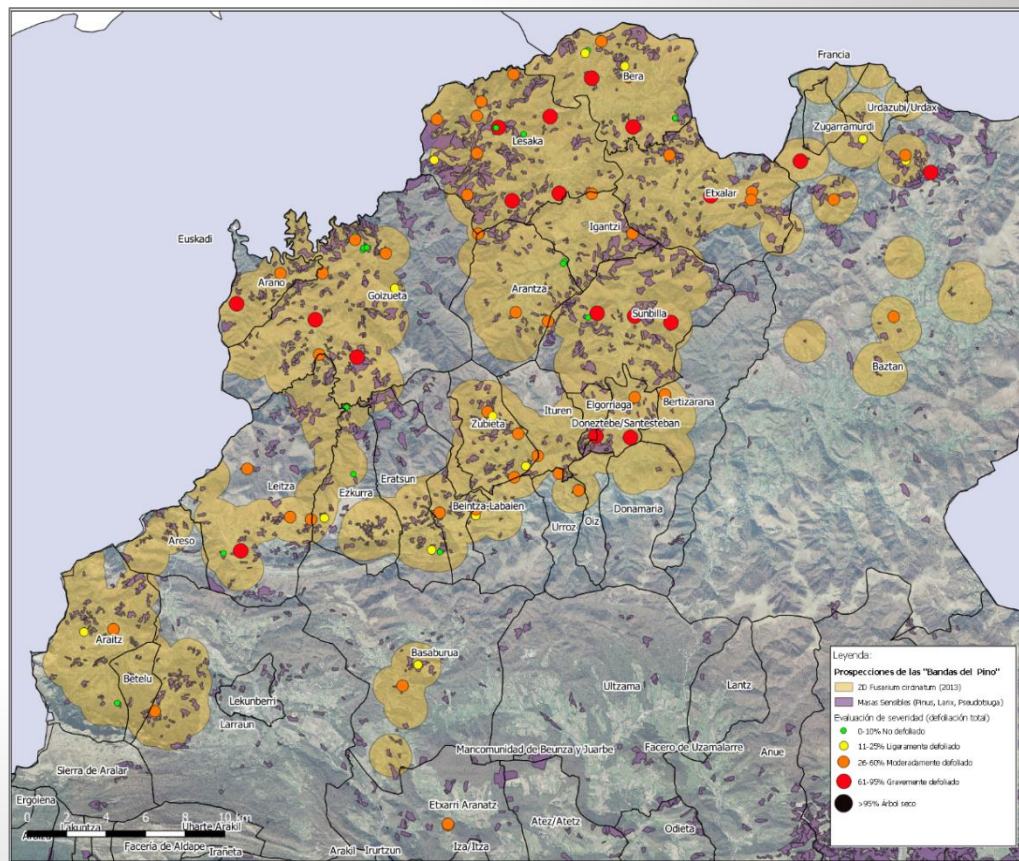 Francia
Bera
Urdazubi/Urdax
Zugarramurdi
Lesaka
Etxalar
Igantzi
Euskadi
Arano
Goizueta
Arantza
Sunbilla
Baztan
Ituren
Elgorriaga
Bertizarana
Zubieta
Doneztebe/Santesteban
Leitza
Eratsun
Ezkurra
Beintza-Labaien
Donamaria
Urroz
Oiz
Areso
Araitz
Basaburua
Betelu
Lekunberri
Larraun
Ultzama
Lantz
Mancomunidad de Beunza y Juarbe
Facero de Uzamalarre
Anue
Sierra de Aralar
Ergoiena
Etxarri Aranatz
Atez/Atetz
Odieta
Uharte Arakil
Faceria de Aldape
Irañeta
Arakil
Irurtzun
Iza/Itza
0 2 4 6 8 10 km
Leyenda:
Prospecciones de las "Bandas del Pino"
ZD Fusarium circinatum (2013)
Masas Sensibles (Pinus, Larix, Pseudotsuga)
Evaluación de severidad (defoliación total)
0-10% No defoliado
11-25% Ligeramente defoliado
26-60% Moderadamente defoliado
61-95% Gravemente defoliado
>95% Árbol seco